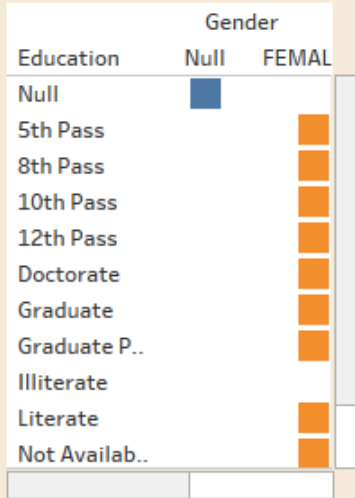 Gender
Education Null FEMAL
Null
5th Pass
8th Pass
10th Pass
12th Pass
Doctorate
Graduate
Graduate P..
Illiterate
Literate
Not Availab..